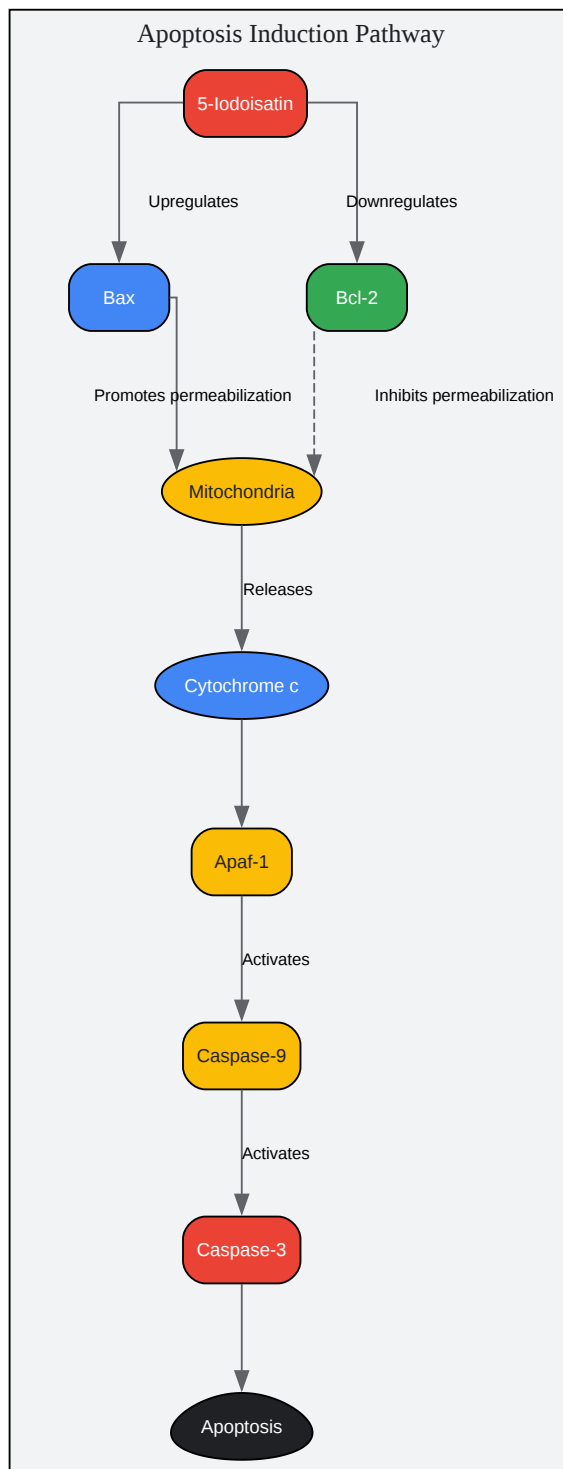 Apoptosis Induction Pathway
5-Iodoisatin
Upregulates
Downregulates
Bax
Bcl-2
Promotes permeabilization
Inhibits permeabilization
Mitochondria
Releases
Cytochrome c
Apaf-1
Activates
Caspase-9
Activates
Caspase-3
Apoptosis